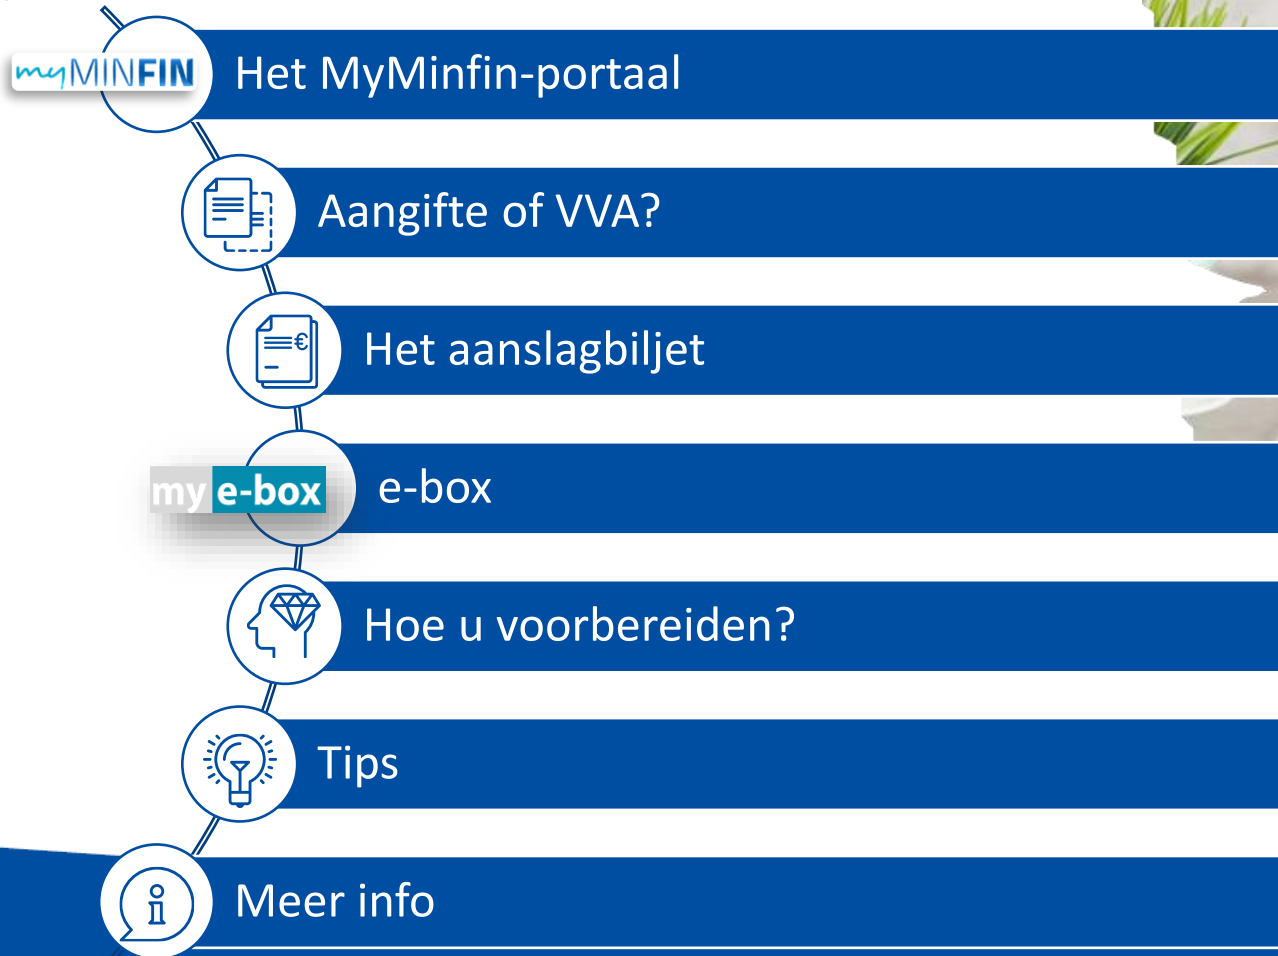 myMINFIN
Het MyMinfin-portaal
Aangifte of VVA?
€
Het aanslagbiljet
my e-box
e-box
Hoe u voorbereiden?
Tips
i
Meer info